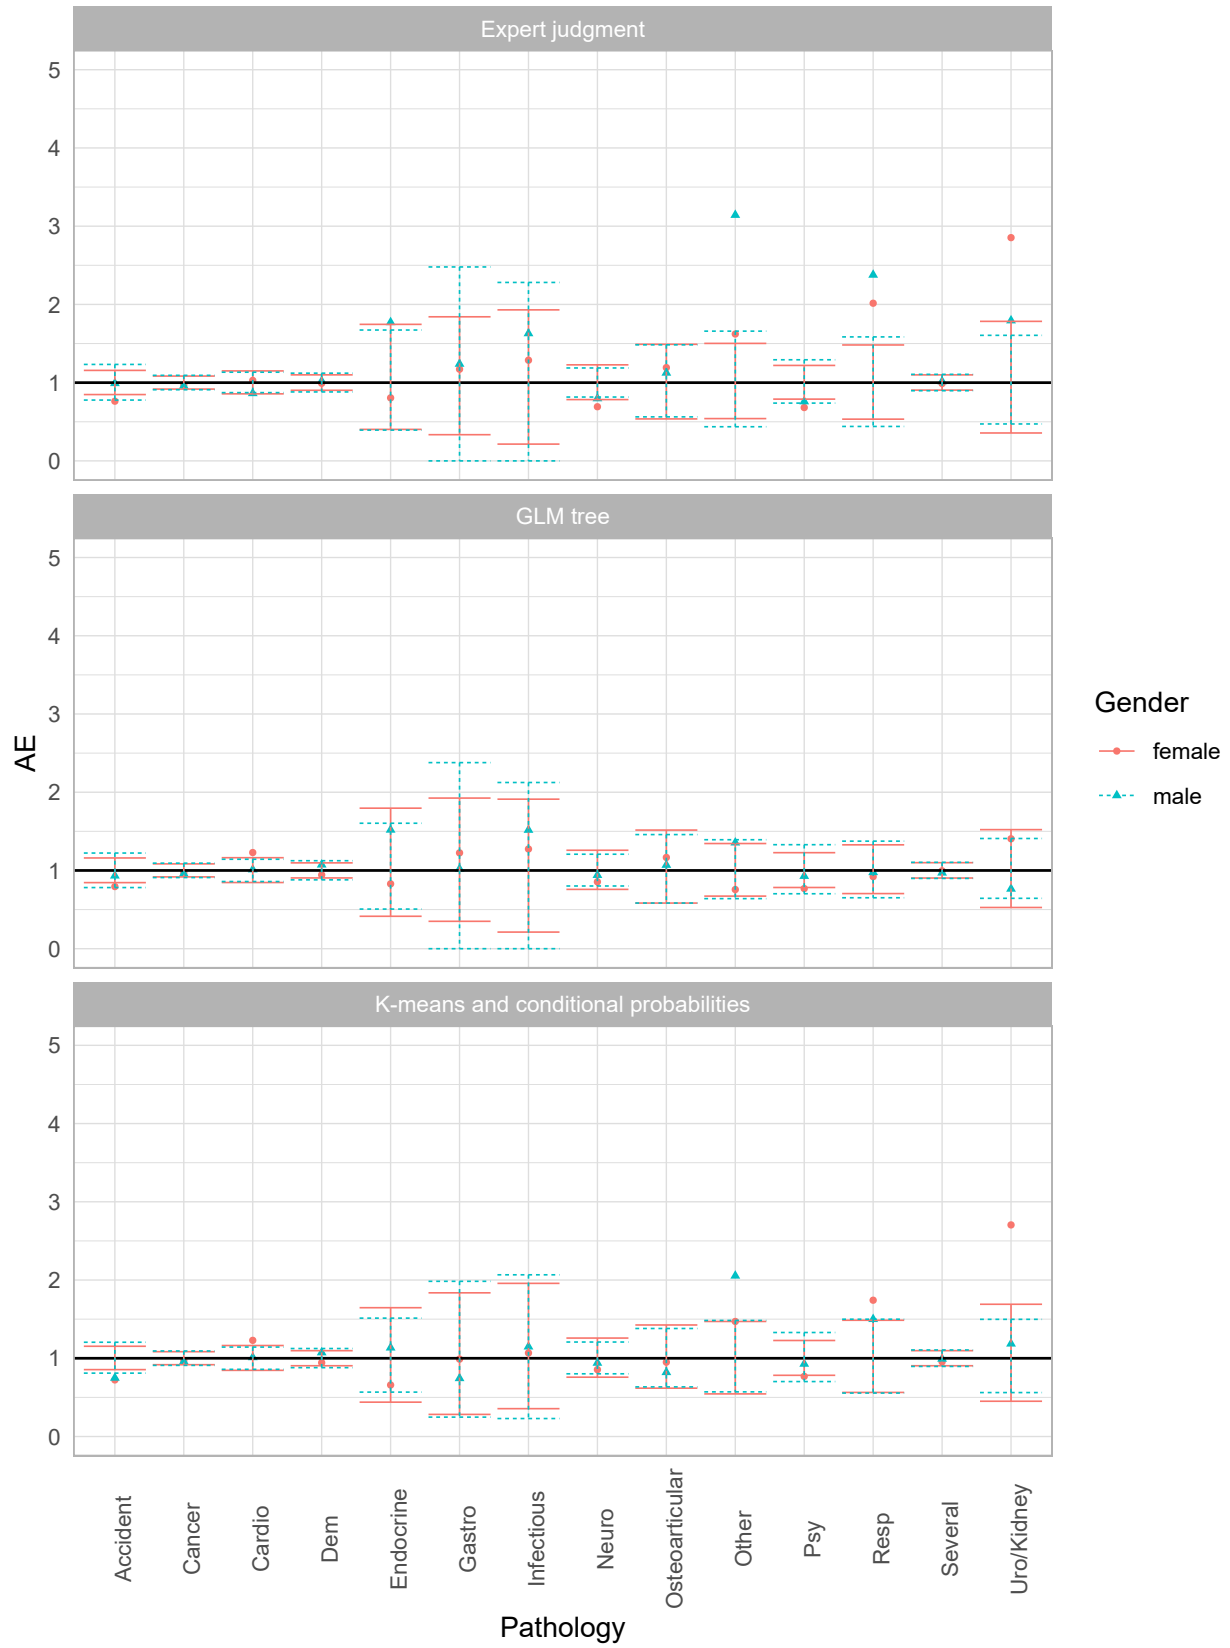 Expert judgment
5
4
3
2
1
0
GLM tree
5
4
3
2
1
0
K-means and conditional probabilities
5
4
3
2
1
0
AE
Accident
Cancer
Cardio
Dem
Endocrine
Gastro
Infectious
Neuro
Osteoarticular
Other
Psy
Resp
Several
Uro/Kidney
Pathology
Gender
female
male